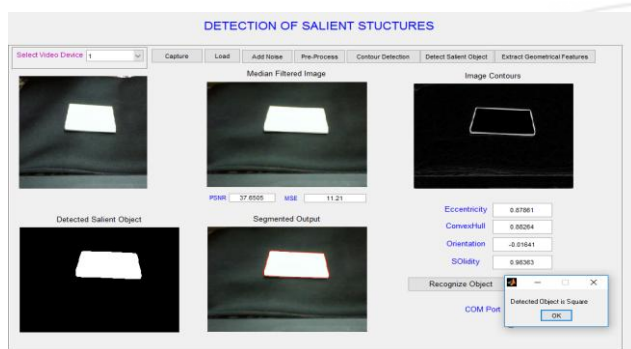 DETECTION OF SALIENT STUCTURES
Select Video Device 1 Capture Load Add Noise Pre-Process Contour Detection Detect Salient Object Extract Geometrical Features
Median Filtered Image Image Contours
PSNR 37.6505 MSE 11.21
Detected Salient Object Segmented Output
Eccentricity 0.87861
ConvexHull 0.88264
Orientation -0.01641
SOlidity 0.98363
Recognize Object
Detected Object is Square
COM Port
OK